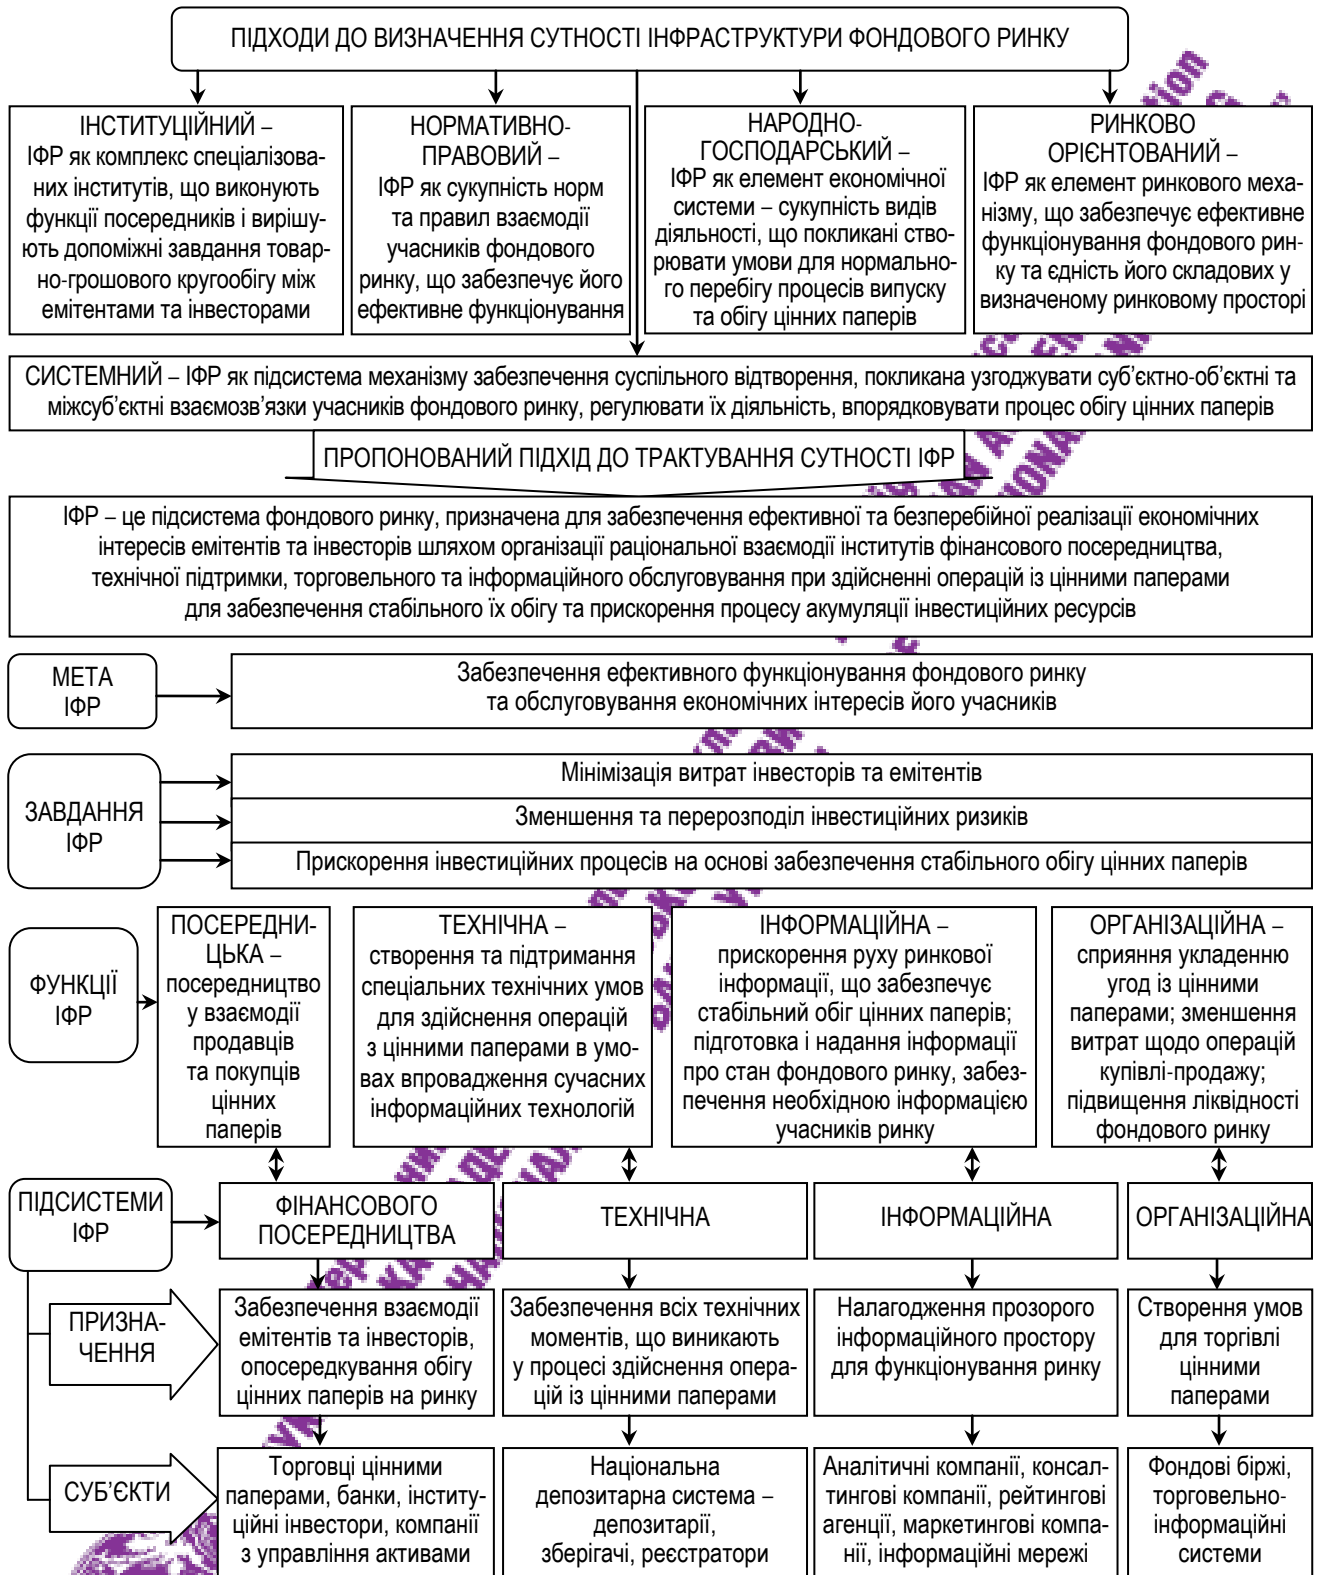 ПІДХОДИ ДО ВИЗНАЧЕННЯ СУТНОСТІ ІНФРАСТРУКТУРИ ФОНДОВОГО РИНКУ
ІНСТИТУЦІЙНИЙ –
ІФР як комплекс спеціалізова-
них інститутів, що виконують
функції посередників і вирішу-
ють допоміжні завдання товар-
но-грошового кругообігу між
емітентами та інвесторами
НОРМАТИВНО-
ПРАВОВИЙ –
ІФР як сукупність норм
та правил взаємодії
учасників фондового
ринку, що забезпечує його
ефективне функціонування
НАРОДНО-
ГОСПОДАРСЬКИЙ –
ІФР як елемент економічної
системи – сукупність видів
діяльності, що покликані ство-
рювати умови для нормально-
го перебігу процесів випуску
та обігу цінних паперів
РИНКОВО
ОРІЄНТОВАНИЙ –
ІФР як елемент ринкового меха-
нізму, що забезпечує ефективне
функціонування фондового рин-
ку та єдність його складових у
визначеному ринковому просторі
СИСТЕМНИЙ – ІФР як підсистема механізму забезпечення суспільного відтворення, покликана узгоджувати суб’єктно-об’єктні та
міжсуб’єктні взаємозв’язки учасників фондового ринку, регулювати їх діяльність, впорядковувати процес обігу цінних паперів
ПРОПОНОВАНИЙ ПІДХІД ДО ТРАКТУВАННЯ СУТНОСТІ ІФР
ІФР – це підсистема фондового ринку, призначена для забезпечення ефективної та безперебійної реалізації економічних
інтересів емітентів та інвесторів шляхом організації раціональної взаємодії інститутів фінансового посередництва,
технічної підтримки, торговельного та інформаційного обслуговування при здійсненні операцій із цінними паперами
для забезпечення стабільного їх обігу та прискорення процесу акумуляції інвестиційних ресурсів
МЕТА
ІФР
Забезпечення ефективного функціонування фондового ринку
та обслуговування економічних інтересів його учасників
ЗАВДАННЯ
ІФР
Мінімізація витрат інвесторів та емітентів
Зменшення та перерозподіл інвестиційних ризиків
Прискорення інвестиційних процесів на основі забезпечення стабільного обігу цінних паперів
ФУНКЦІЇ
ІФР
ПОСЕРЕДНИ-
ЦЬКА –
посередництво
у взаємодії
продавців
та покупців
цінних
паперів
ТЕХНІЧНА –
створення та підтримання
спеціальних технічних умов
для здійснення операцій
з цінними паперами в умо-
вах впровадження сучасних
інформаційних технологій
ІНФОРМАЦІЙНА –
прискорення руху ринкової
інформації, що забезпечує
стабільний обіг цінних паперів;
підготовка і надання інформації
про стан фондового ринку, забез-
печення необхідною інформацією
учасників ринку
ОРГАНІЗАЦІЙНА –
сприяння укладенню
угод із цінними
паперами; зменшення
витрат щодо операцій
купівлі-продажу;
підвищення ліквідності
фондового ринку
ПІДСИСТЕМИ
ІФР
ФІНАНСОВОГО
ПОСЕРЕДНИЦТВА
ТЕХНІЧНА
ІНФОРМАЦІЙНА
ОРГАНІЗАЦІЙНА
ПРИЗНА-
ЧЕННЯ
Забезпечення взаємодії
емітентів та інвесторів,
опосередкування обігу
цінних паперів на ринку
Забезпечення всіх технічних
моментів, що виникають
у процесі здійснення опера-
цій із цінними паперами
Налагодження прозорого
інформаційного простору
для функціонування ринку
Створення умов
для торгівлі
цінними
паперами
СУБ’ЄКТИ
Торговці цінними
паперами, банки, інститу-
ційні інвестори, компанії
з управління активами
Національна
депозитарна система –
депозитарії,
зберігачі, реєстратори
Аналітичні компанії, консал-
тингові компанії, рейтингові
агенції, маркетингові компа-
нії, інформаційні мережі
Фондові біржі,
торговельно-
інформаційні
системи